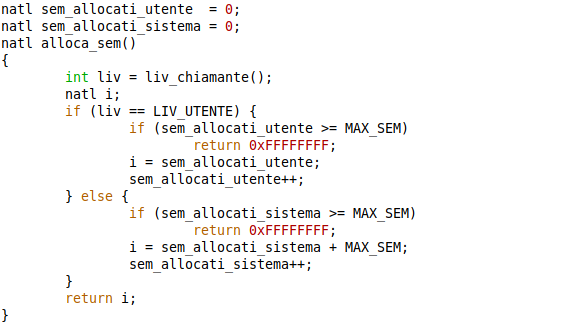 natl sem_allocati_utente  = 0;
natl sem_allocati_sistema = 0;
natl alloca_sem()
{
        int liv = liv_chiamante();
        natl i;
        if (liv == LIV_UTENTE) {
                if (sem_allocati_utente >= MAX_SEM)
                        return 0xFFFFFFFF;
                i = sem_allocati_utente;
                sem_allocati_utente++;
        } else {
                if (sem_allocati_sistema >= MAX_SEM)
                        return 0xFFFFFFFF;
                i = sem_allocati_sistema + MAX_SEM;
                sem_allocati_sistema++;
        }
        return i;
}